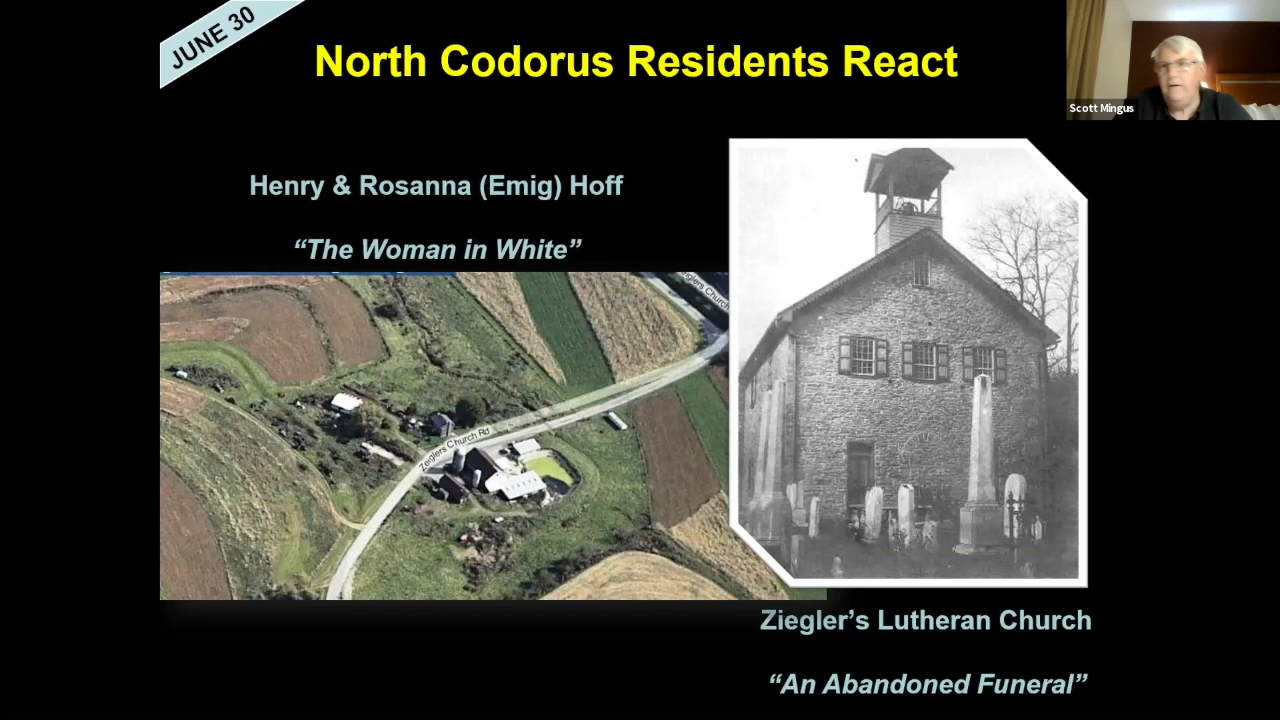 JUNE 30
North Codorus Residents React
Scott Mingus
Henry & Rosanna (Emig) Hoff
“The Woman in White”
Zeiglers Church Rd
Ziegler’s Lutheran Church
“An Abandoned Funeral”